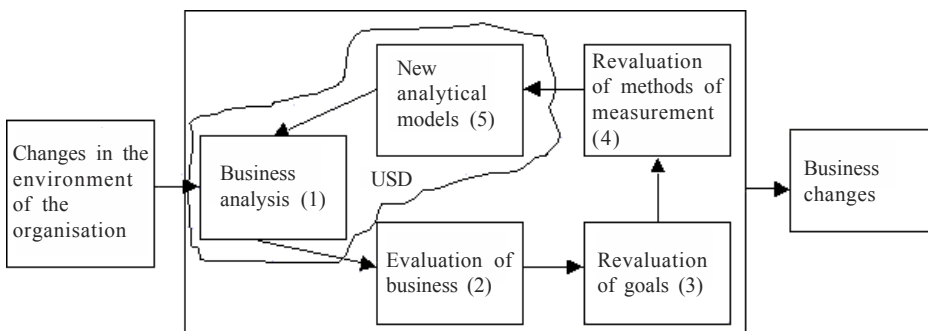 Changes in the
environment
of the
organisation
Business
analysis (1)
New
analytical
models (5)
USD
Evaluation of
business (2)
Revaluation
of goals (3)
Revaluation
of methods of
measurement
(4)
Business
changes